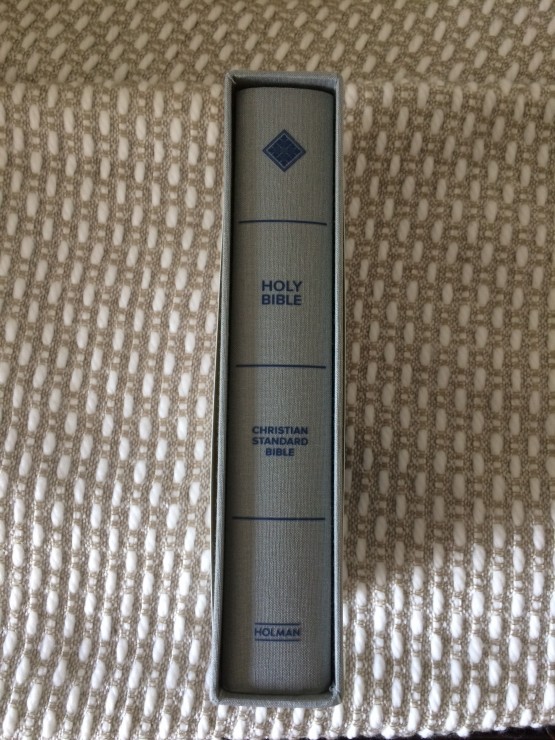 HOLY
BIBLE
CHRISTIAN
STANDARD
BIBLE
HOLMAN